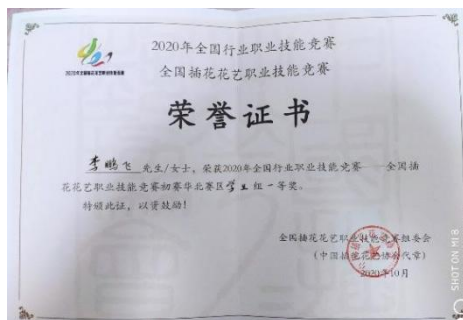 2020年全国行业职业技能竞赛
全国插花花艺职业技能竞赛
荣誉证书
李鹏飞 先生/女士，荣获2020年全国行业职业技能竞赛——全国插
花花艺职业技能竞赛初赛华北赛区学生组一等奖。
特颁此证，以资鼓励！
全国插花花艺职业技能竞赛组委会
（中国插花花艺协会代章）
2020年10月
SHOT ON MI 8